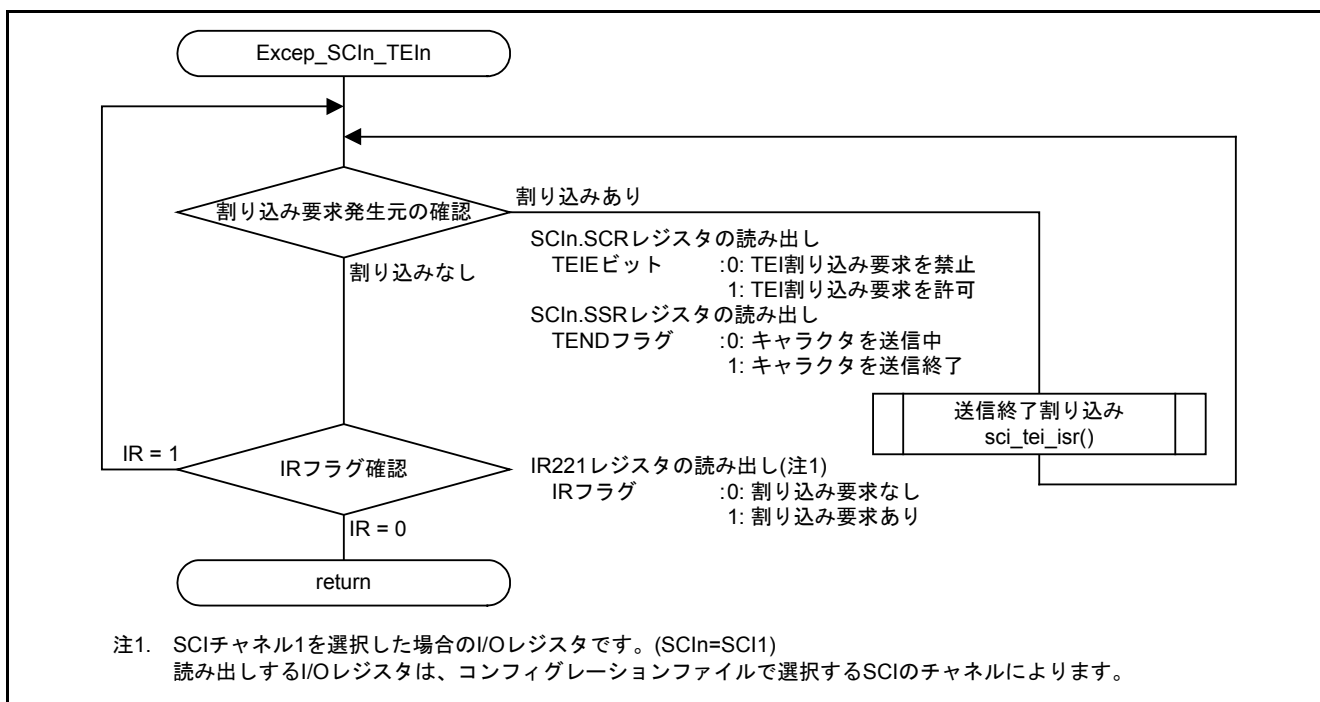 Excep_SCIn_TEIn
割り込み要求発生元の確認
割り込みあり
割り込みなし
SCIn.SCRレジスタの読み出し
TEIEビット :0: TEI割り込み要求を禁止
1: TEI割り込み要求を許可
SCIn.SSRレジスタの読み出し
TENDフラグ :0: キャラクタを送信中
1: キャラクタを送信終了
送信終了割り込み
sci_tei_isr()
IR = 1
IRフラグ確認
IR221レジスタの読み出し(注1)
IRフラグ :0: 割り込み要求なし
1: 割り込み要求あり
IR = 0
return
注1. SCIチャネル1を選択した場合のI/Oレジスタです。(SCIn=SCI1)
読み出しするI/Oレジスタは、コンフィグレーションファイルで選択するSCIのチャネルによります。